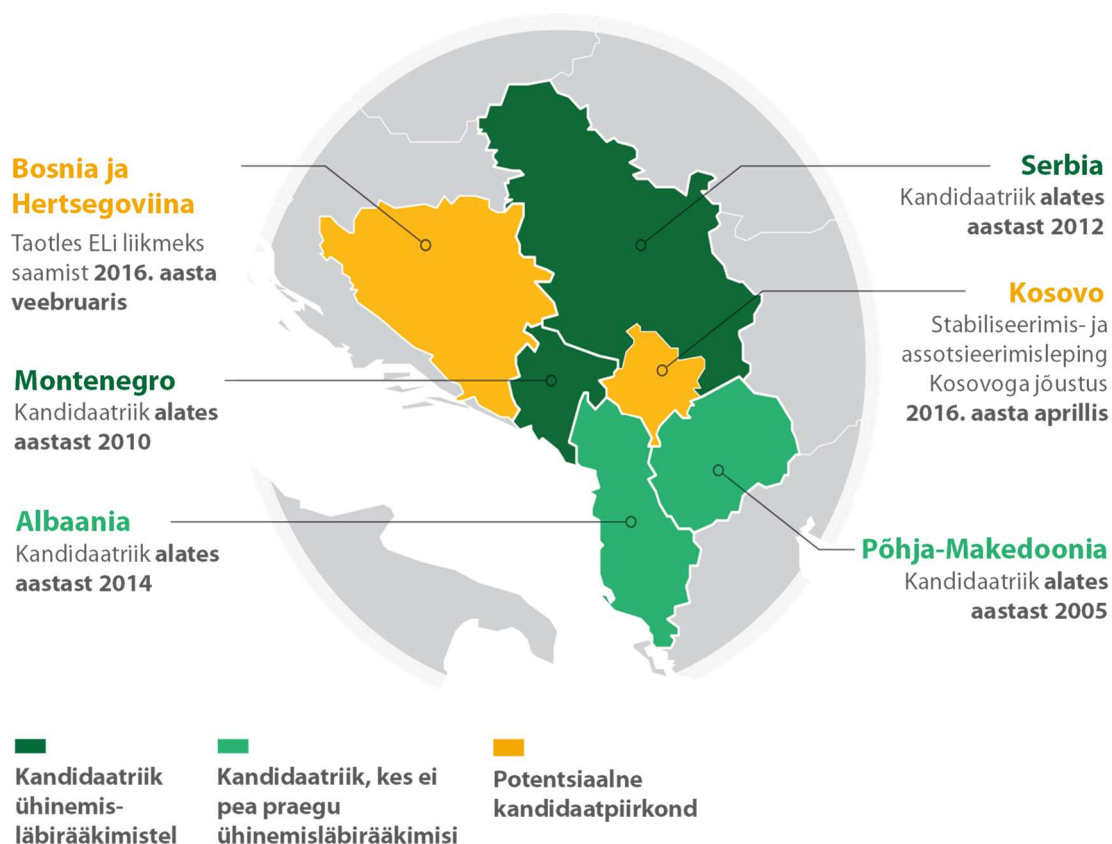 Bosnia ja
Hertsegoviina
Taotles ELi liikmeks
saamist 2016. aasta
veebruaris
Montenegro
Kandidaatriik alates
aastast 2010
Albaania
Kandidaatriik alates
aastast 2014
Serbia
Kandidaatriik alates
aastast 2012
Kosovo
Stabiliseerimis- ja
assotsieerimisleping
Kosovoga jõustus
2016. aasta aprillis
Põhja-Makedoonia
Kandidaatriik alates
aastast 2005
Kandidaatriik
ühinemis-
läbirääkimistel
Kandidaatriik, kes ei
pea praegu
ühinemisläbirääkimisi
Potentsiaalne
kandidaatpiirkond